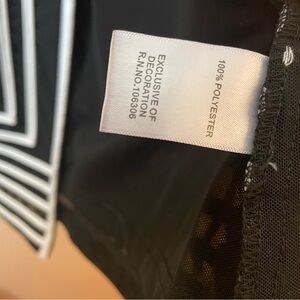 100% POLYESTER
EXCLUSIVE OF
DECORATION
R.N.NO.106306